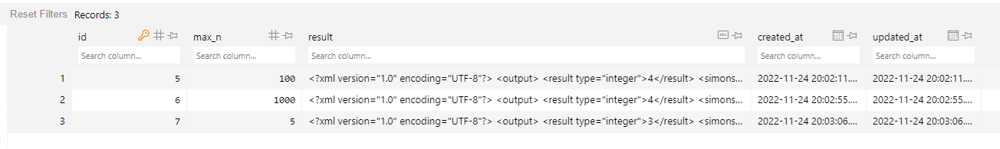 Reset Filters Records: 3
id max_n result created_at updated_at
Search column... Search column... Search column... Search column... Search column...
1 5 100 <?xml version="1.0" encoding="UTF-8"?> <output> <result type="integer">4</result> <simons... 2022-11-24 20:02:11.... 2022-11-24 20:02:11....
2 6 1000 <?xml version="1.0" encoding="UTF-8"?> <output> <result type="integer">4</result> <simons... 2022-11-24 20:02:55.... 2022-11-24 20:02:55....
3 7 5 <?xml version="1.0" encoding="UTF-8"?> <output> <result type="integer">3</result> <simons... 2022-11-24 20:03:06.... 2022-11-24 20:03:06....